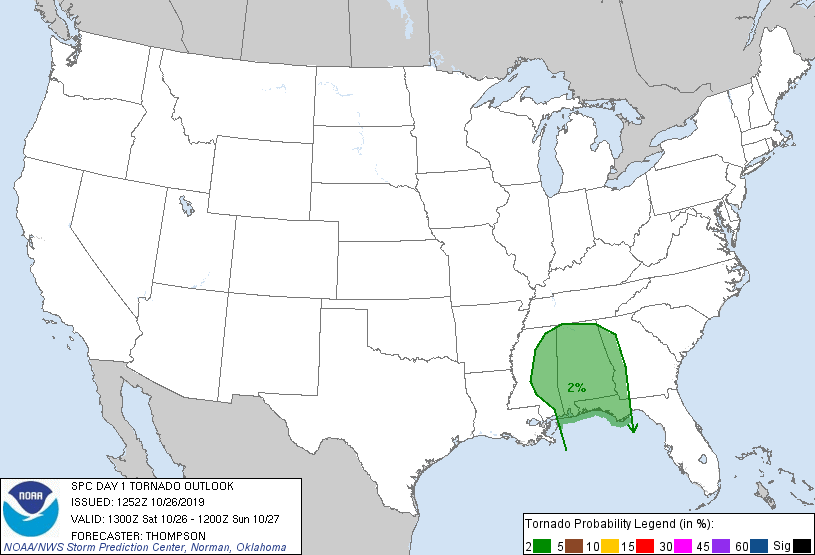 2%
NOAA
SPC DAY 1 TORNADO OUTLOOK
ISSUED: 1252Z 10/26/2019
VALID: 1300Z Sat 10/26 - 1200Z Sun 10/27
FORECASTER: THOMPSON
NOAA/NWS Storm Prediction Center, Norman, Oklahoma
Tornado Probability Legend (in %):
2 5 10 15 30 45 60 Sig